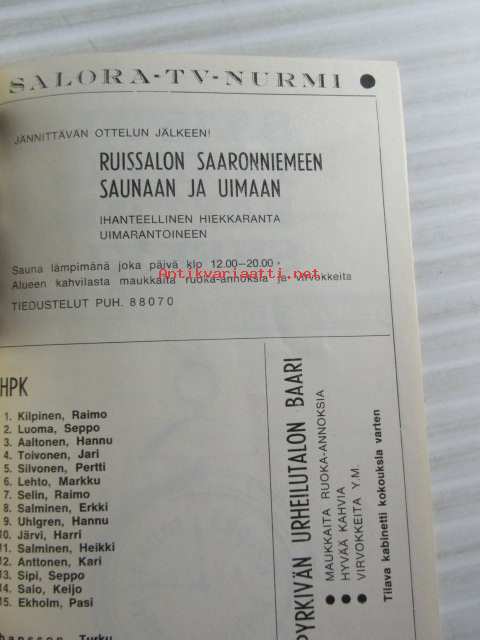 SALORA-TV-NURMI ●
JÄNNITTÄVÄN OTTELUN JÄLKEEN!
RUISSALON SAARONNIEMEEN
SAUNAAN JA UIMAAN
IHANTEELLINEN HIEKKARANTA
UIMARANTOINEEN
Sauna lämpimänä joka päivä klo 12.00—20.00
Antikvariaatti.net
Alueen kahvilasta maukkaita ruoka-annoksia ja virvokkeita
TIEDUSTELUT PUH. 88070
HPK
1. Kilpinen, Raimo
2. Luoma, Seppo
3. Aaltonen, Hannu
4. Toivonen, Jari
5. Silvonen, Pertti
6. Lehto, Markku
7. Selin, Raimo
8. Salminen, Erkki
9. Uhlgren, Hannu
10. Järvi, Harri
11. Salminen, Heikki
12. Anttonen, Kari
13. Sipi, Seppo
14. Salo, Keijo
15. Ekholm, Pasi
PYRKIVÄN URHEILUTALON BAARI
● MAUKKAITA RUOKA-ANNOKSIA
● HYVÄÄ KAHVIA
● VIRVOKKEITA Y.M.
Tilava kabinetti kokouksia varten